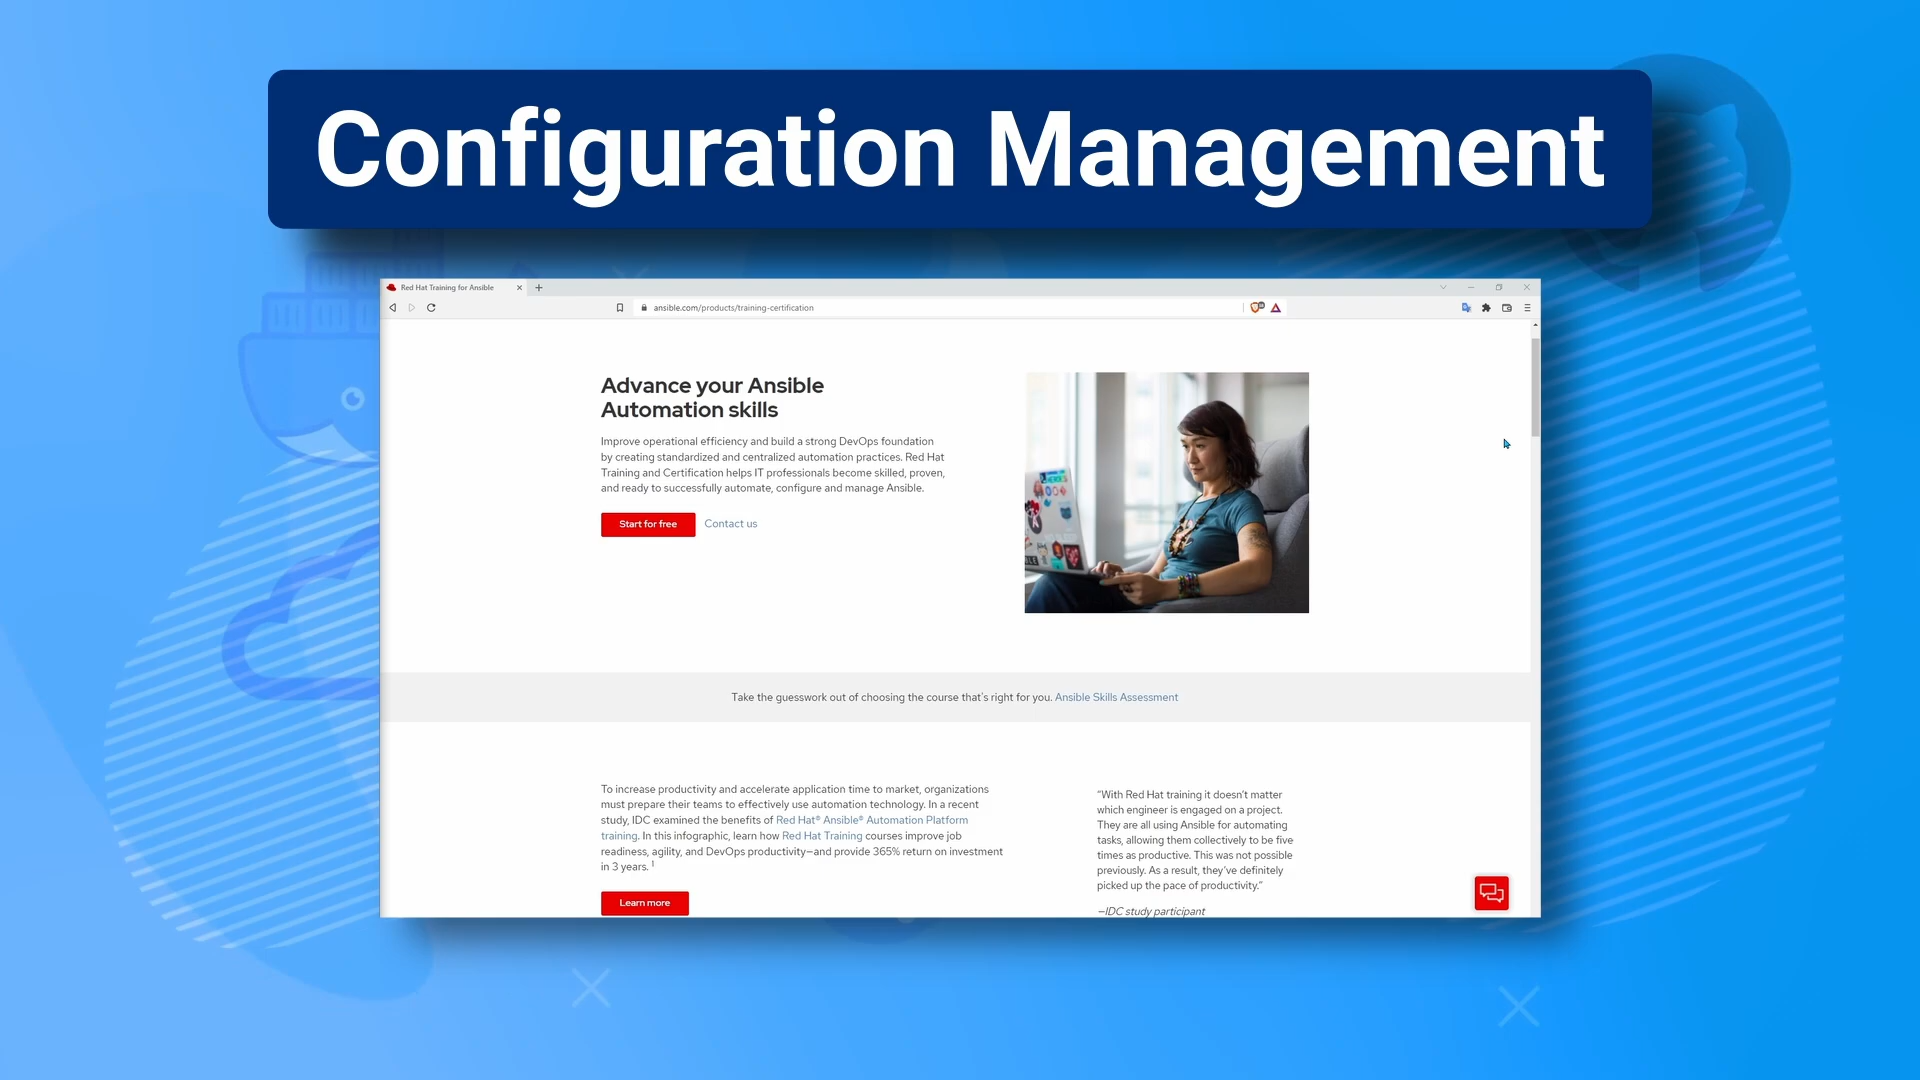 Configuration Management
Red Hat Training for Ansible
ansible.com/products/training-certification
Advance your Ansible
Automation skills
Improve operational efficiency and build a strong DevOps foundation
by creating standardized and centralized automation practices. Red Hat
Training and Certification helps IT professionals become skilled, proven,
and ready to successfully automate, configure and manage Ansible.
Start for free
Contact us
Take the guesswork out of choosing the course that's right for you. Ansible Skills Assessment
To increase productivity and accelerate application time to market, organizations
must prepare their teams to effectively use automation technology. In a recent
study, IDC examined the benefits of Red Hat® Ansible® Automation Platform
training. In this infographic, learn how Red Hat Training courses improve job
readiness, agility, and DevOps productivity—and provide 365% return on investment
in 3 years. 1
Learn more
“With Red Hat training it doesn’t matter
which engineer is engaged on a project.
They are all using Ansible for automating
tasks, allowing them collectively to be five
times as productive. This was not possible
previously. As a result, they’ve definitely
picked up the pace of productivity.”
—IDC study participant